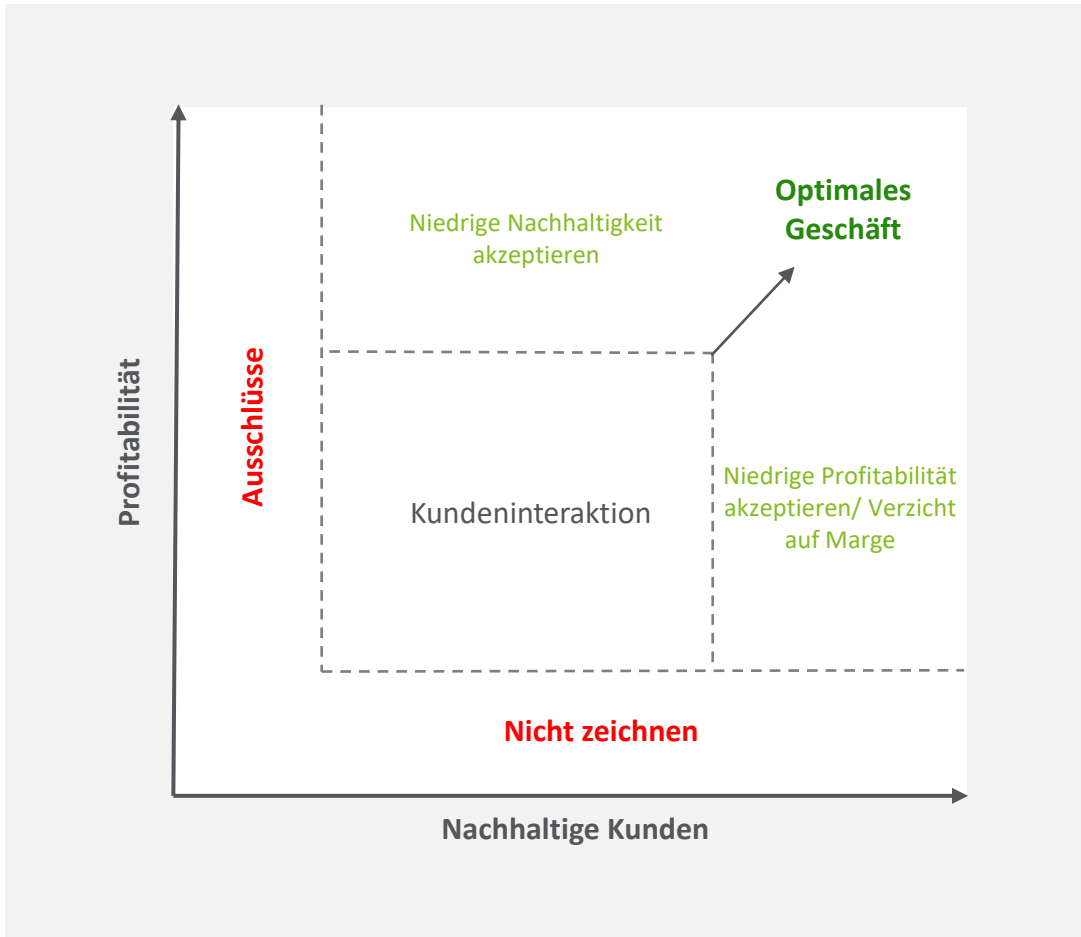 Optimales
Geschäft
Niedrige Nachhaltigkeit
akzeptieren
Profitabilität
Ausschlüsse
Kundeninteraktion
Niedrige Profitabilität
akzeptieren/ Verzicht
auf Marge
Nicht zeichnen
Nachhaltige Kunden